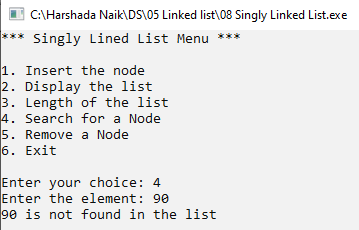 C:\Harshada Naik\DS\05 Linked list\08 Singly Linked List.exe
*** Singly Lined List Menu ***
1. Insert the node
2. Display the list
3. Length of the list
4. Search for a Node
5. Remove a Node
6. Exit
Enter your choice: 4
Enter the element: 90
90 is not found in the list